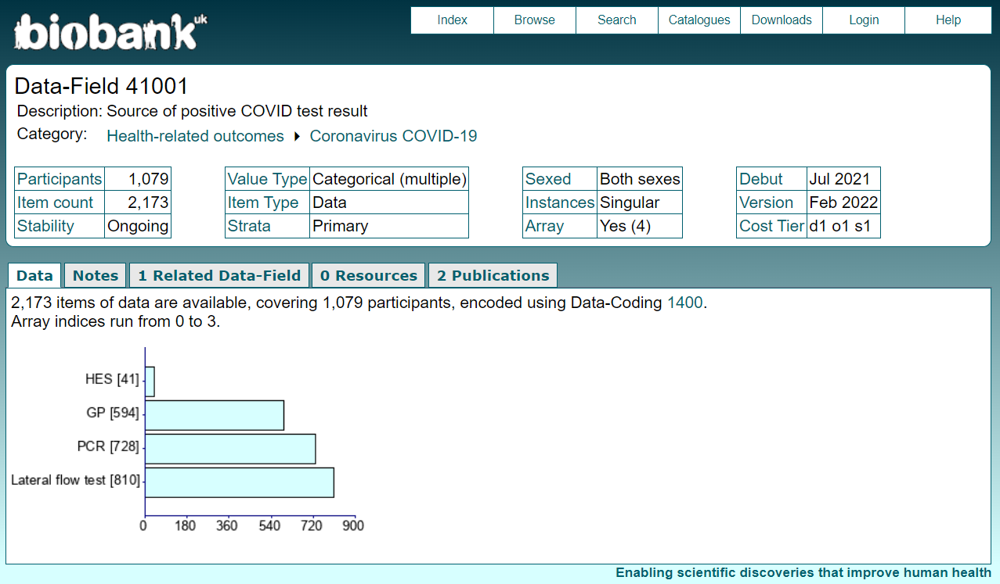 biobank uk
Index Browse Search Catalogues Downloads Login Help
Data-Field 41001
Description: Source of positive COVID test result
Category: Health-related outcomes Coronavirus COVID-19
Participants 1,079 Value Type Categorical (multiple) Sexed Both sexes Debut Jul 2021
Item count 2,173 Item Type Data Instances Singular Version Feb 2022
Stability Ongoing Strata Primary Array Yes (4) Cost Tier d1 o1 s1
Data Notes 1 Related Data-Field 0 Resources 2 Publications
2,173 items of data are available, covering 1,079 participants, encoded using Data-Coding 1400.
Array indices run from 0 to 3.
HES [41]
GP [594]
PCR [728]
Lateral flow test [810]
0 180 360 540 720 900
Enabling scientific discoveries that improve human health